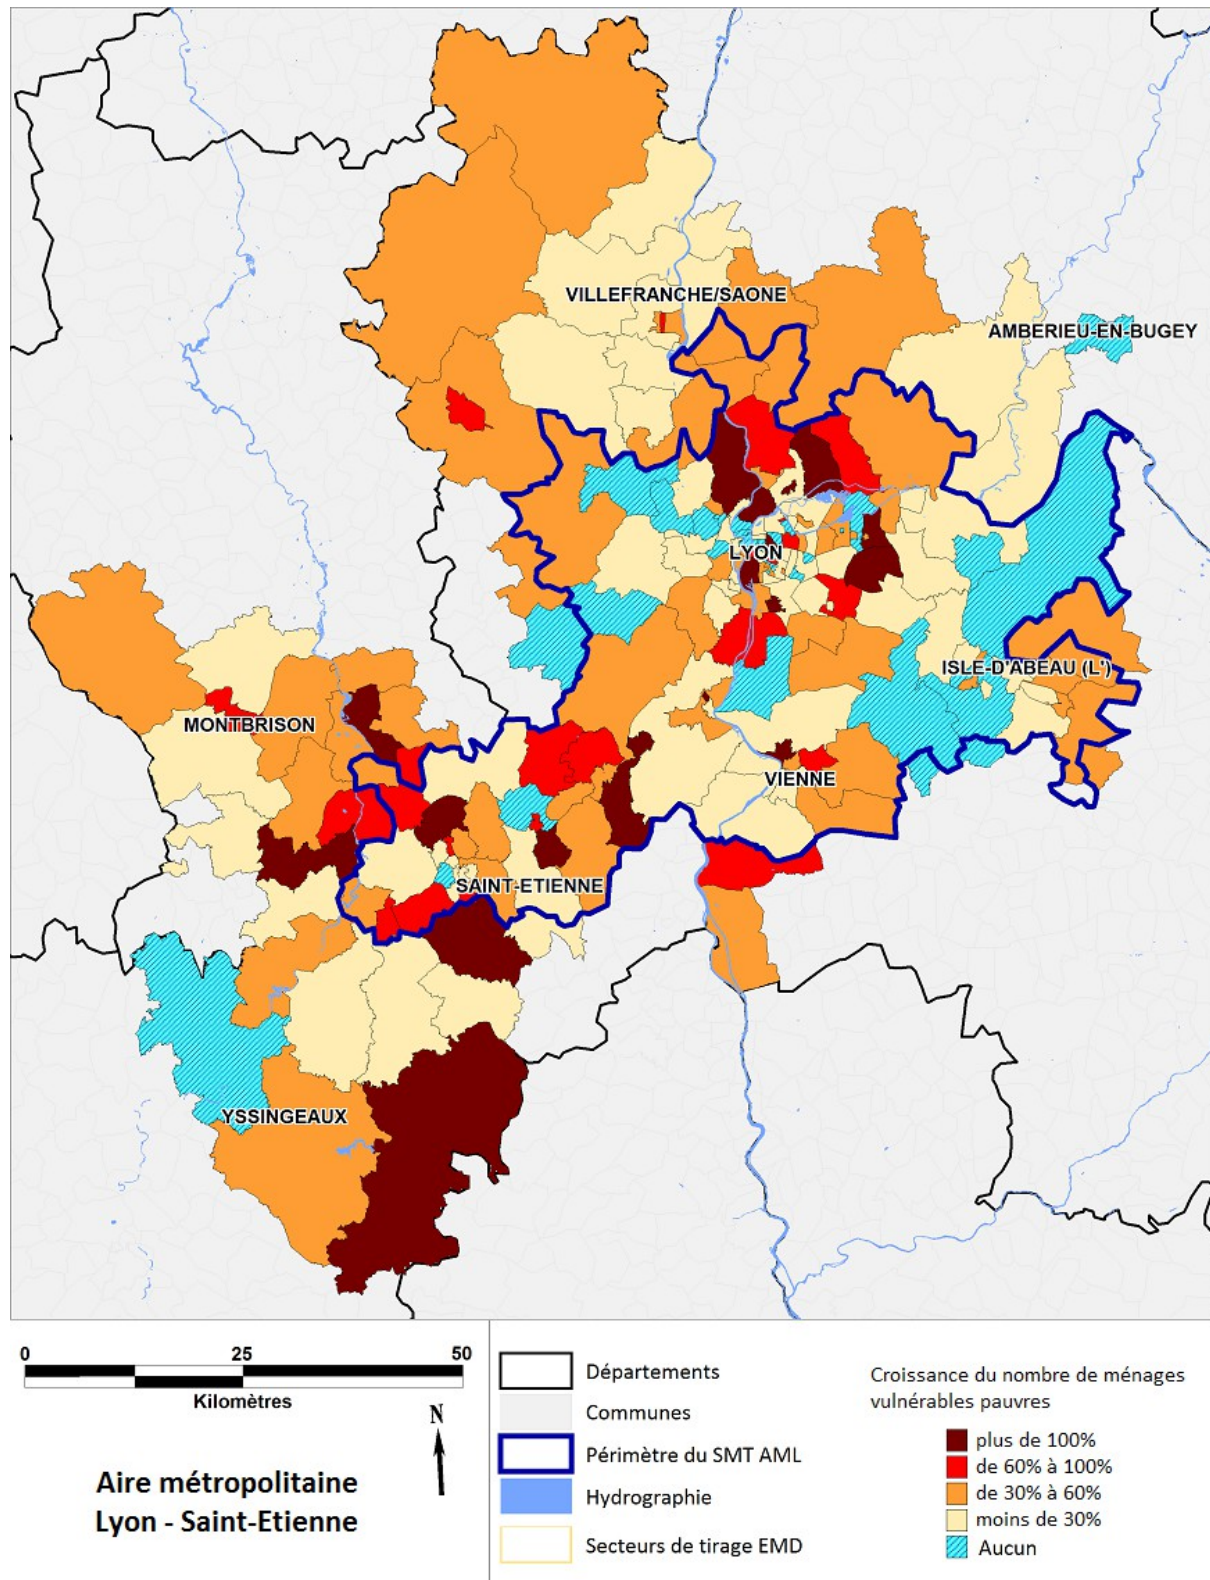 VILLEFRANCHE/SAONE
AMBERIEU-EN-BUGEY
LYON
ISLE-D'ABEAU (L')
MONTBRISON
VIENNE
SAINT-ETIENNE
YSSINGEAUX
0 25 50
Kilomètres
N
Aire métropolitaine
Lyon - Saint-Etienne
Départements
Communes
Périmètre du SMT AML
Hydrographie
Secteurs de tirage EMD
Croissance du nombre de ménages
vulnérables pauvres
plus de 100%
de 60% à 100%
de 30% à 60%
moins de 30%
Aucun